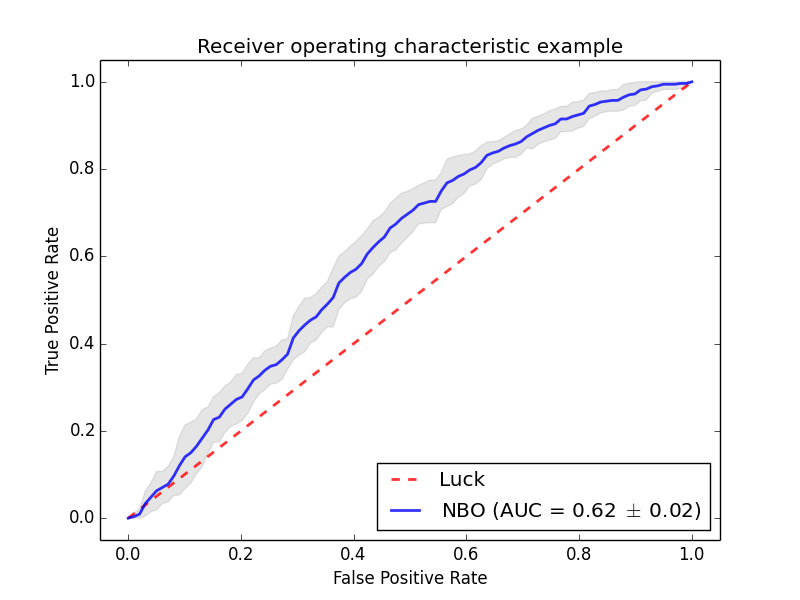 Receiver operating characteristic example
True Positive Rate
1.0
0.8
0.6
0.4
0.2
0.0
Luck
NBO (AUC = 0.62 ± 0.02)
0.0 0.2 0.4 0.6 0.8 1.0
False Positive Rate